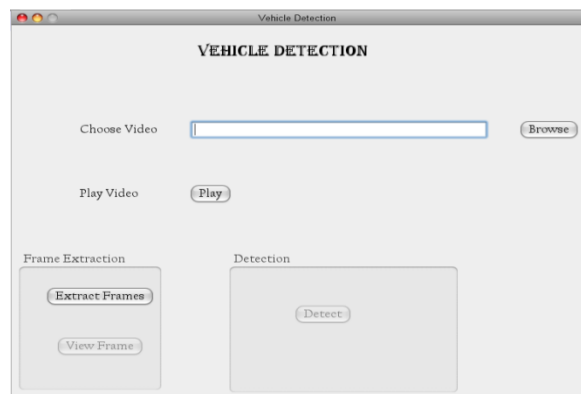 Vehicle Detection
VEHICLE DETECTION
Choose Video
Browse
Play Video
Play
Frame Extraction
Detection
Extract Frames
Detect
View Frame